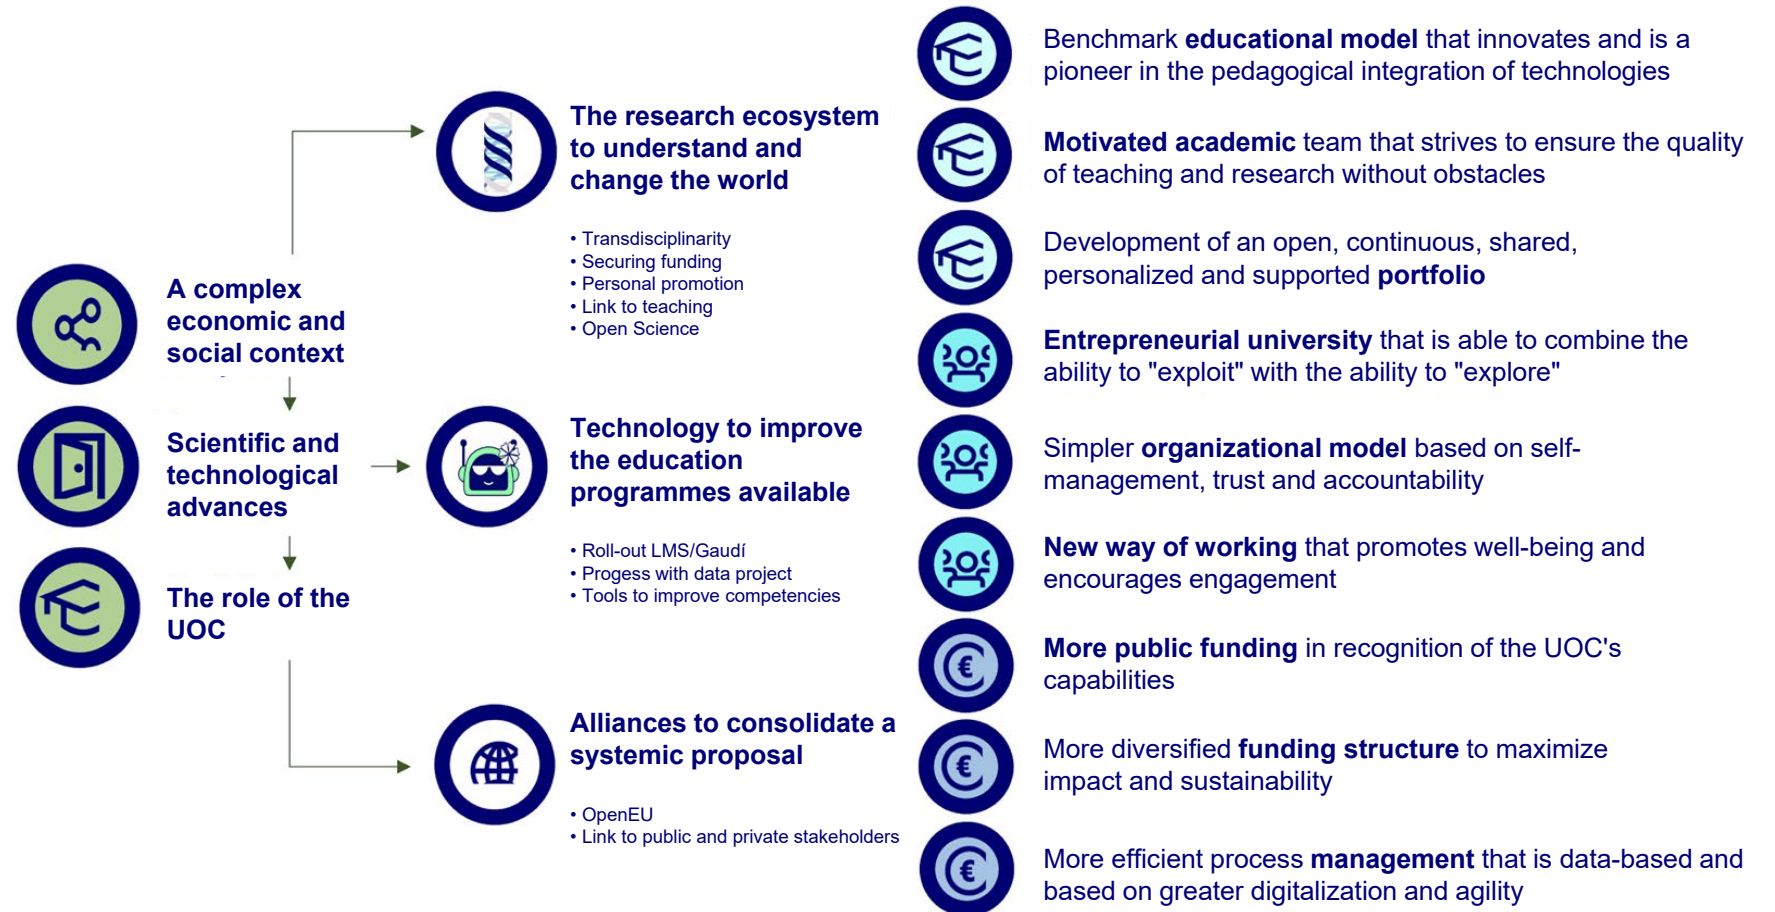 A complex
economic and
social context
Scientific and
technological
advances
The role of the
UOC
The research ecosystem
to understand and
change the world
• Transdisciplinarity
• Securing funding
• Personal promotion
• Link to teaching
• Open Science
Technology to improve
the education
programmes available
• Roll-out LMS/Gaudí
• Progess with data project
• Tools to improve competencies
Alliances to consolidate a
systemic proposal
• OpenEU
• Link to public and private stakeholders
Benchmark educational model that innovates and is a
pioneer in the pedagogical integration of technologies
Motivated academic team that strives to ensure the quality
of teaching and research without obstacles
Development of an open, continuous, shared,
personalized and supported portfolio
Entrepreneurial university that is able to combine the
ability to "exploit" with the ability to "explore"
Simpler organizational model based on self-
management, trust and accountability
New way of working that promotes well-being and
encourages engagement
More public funding in recognition of the UOC's
capabilities
More diversified funding structure to maximize
impact and sustainability
More efficient process management that is data-based and
based on greater digitalization and agility